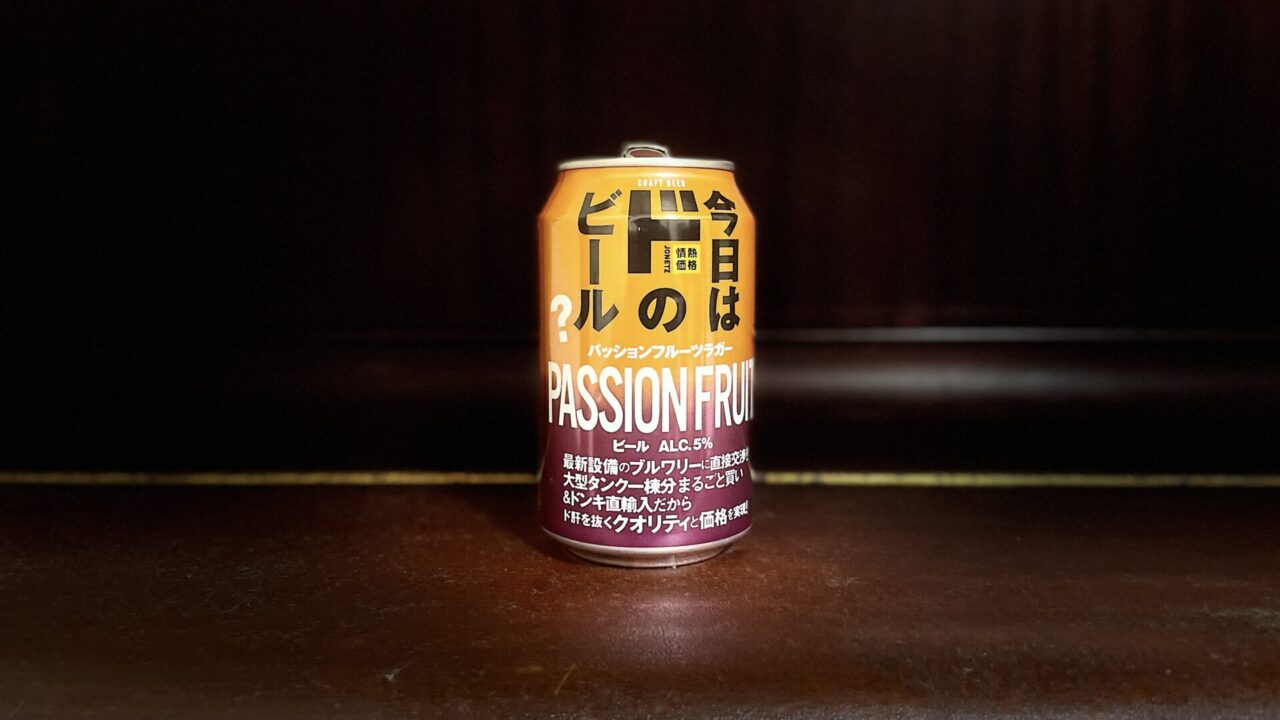 CRAFT BEER
今日は
ドの
ビール
?
JONETZ
情熱
価格
パッションフルーツラガー
PASSION FRUIT
ビール ALC.5%
最新設備のブルワリーに直接交渉
大型タンク一棟分まるごと買い
&ドンキ直輸入だから
ド肝を抜くクオリティと価格を実現